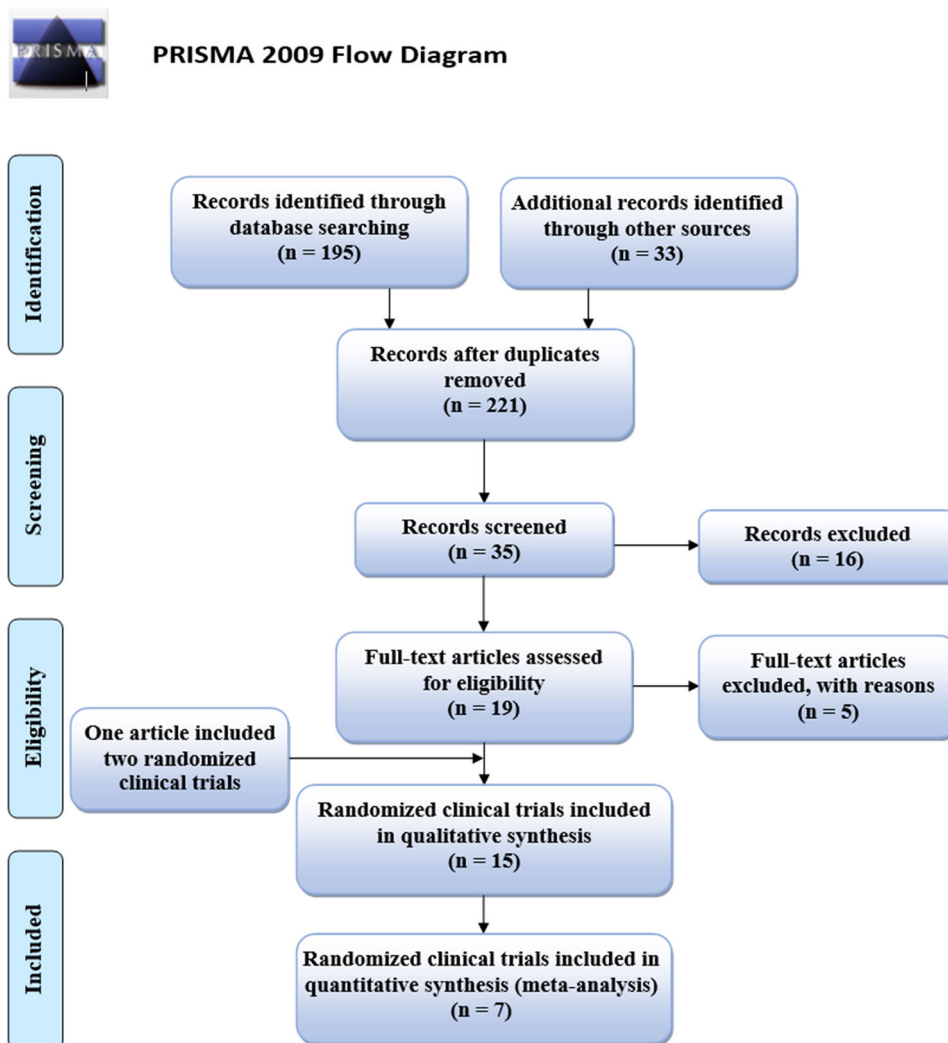 PRISMA
PRISMA 2009 Flow Diagram
Identification
Records identified through
database searching
(n = 195)
Additional records identified
through other sources
(n = 33)
Records after duplicates
removed
(n = 221)
Screening
Records screened
(n = 35)
Records excluded
(n = 16)
Eligibility
Full-text articles assessed
for eligibility
(n = 19)
Full-text articles
excluded, with reasons
(n = 5)
One article included
two randomized
clinical trials
Randomized clinical trials included
in qualitative synthesis
(n = 15)
Included
Randomized clinical trials included in
quantitative synthesis (meta-analysis)
(n = 7)